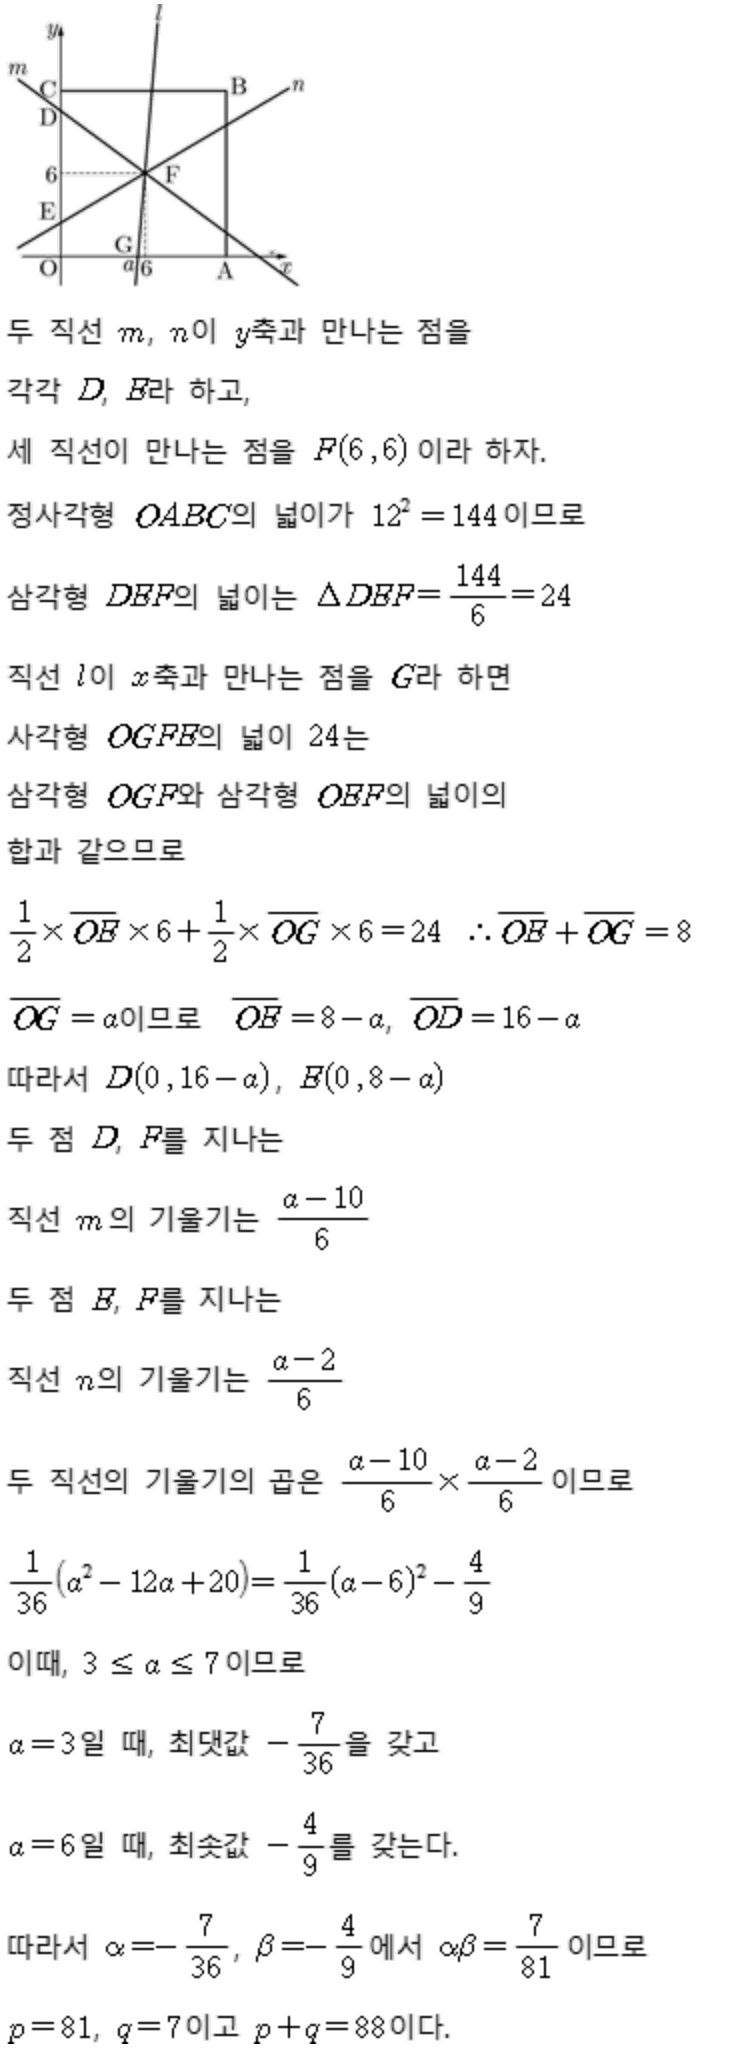 l
y
m
C
B
n
D
6
F
E
G
O
a
6
A
x
두 직선 m, n이 y축과 만나는 점을
각각 D, E라 하고,
세 직선이 만나는 점을 F(6,6)이라 하자.
정사각형 OABC의 넓이가 12² = 144이므로
삼각형 DEF의 넓이는 ΔDEF = 144/6 = 24
직선 l이 x축과 만나는 점을 G라 하면
사각형 OGFE의 넓이 24는
삼각형 OGF와 삼각형 OEF의 넓이의
합과 같으므로
1/2 × O̅E̅ × 6 + 1/2 × O̅G̅ × 6 = 24 ∴ O̅E̅ + O̅G̅ = 8
O̅G̅ = a이므로 O̅E̅ = 8 − a, O̅D̅ = 16 − a
따라서 D(0, 16 − a), E(0, 8 − a)
두 점 D, F를 지나는
직선 m의 기울기는 (a − 10)/6
두 점 E, F를 지나는
직선 n의 기울기는 (a − 2)/6
두 직선의 기울기의 곱은 (a − 10)/6 × (a − 2)/6 이므로
1/36(a² − 12a + 20) = 1/36(a − 6)² − 4/9
이때, 3 ≤ a ≤ 7이므로
a = 3일 때, 최댓값 − 7/36을 갖고
a = 6일 때, 최솟값 − 4/9를 갖는다.
따라서 α = − 7/36, β = − 4/9에서 αβ = 7/81 이므로
p = 81, q = 7이고 p + q = 88이다.